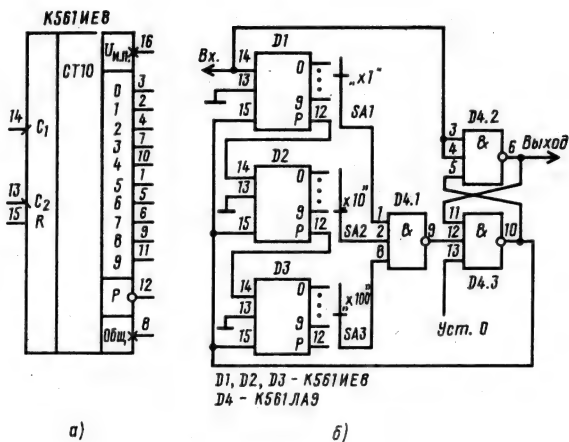 К561ИЕ8
Uи.п.
16
СТ10
14
C1
13
C2
15
R
0
3
1
2
2
4
3
7
4
10
5
1
6
5
7
6
8
9
9
11
P
12
Общ
8
а)
D1
Вх.
14
13
15
0
9
P
12
„x1"
SA1
D2
14
13
15
0
9
P
12
„x10"
SA2
D3
14
13
15
0
9
P
12
„x100"
SA3
D4.1
1
2
8
&
9
D4.2
3
4
5
&
6
Выход
11
12
13
&
10
D4.3
Уст. 0
D1, D2, D3 - К561ИЕ8
D4 - К561ЛА9
б)